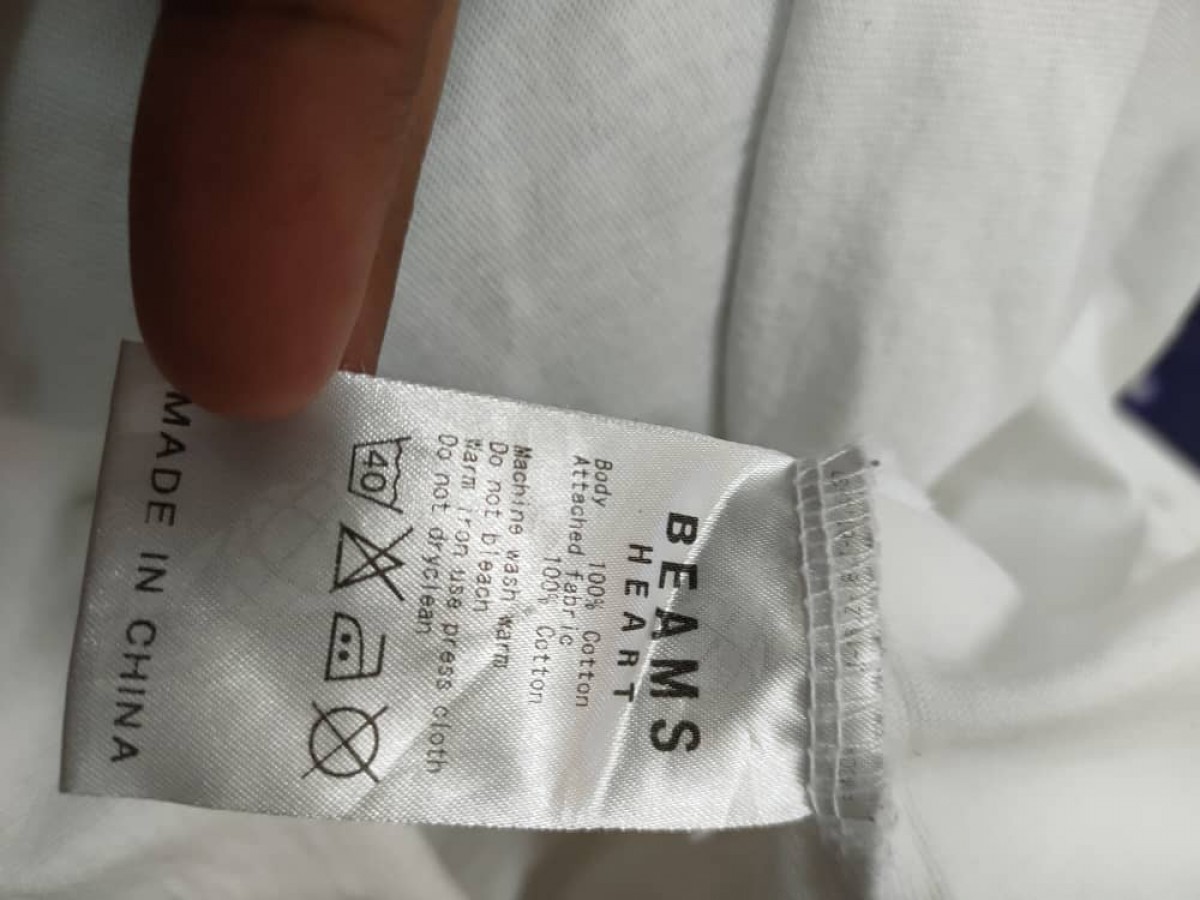 BEAMS
HEART
Body 100% Cotton
Attached fabric
100% Cotton
Machine wash warm
Do not bleach
Warm iron use press cloth
Do not dryclean
40
MADE IN CHINA